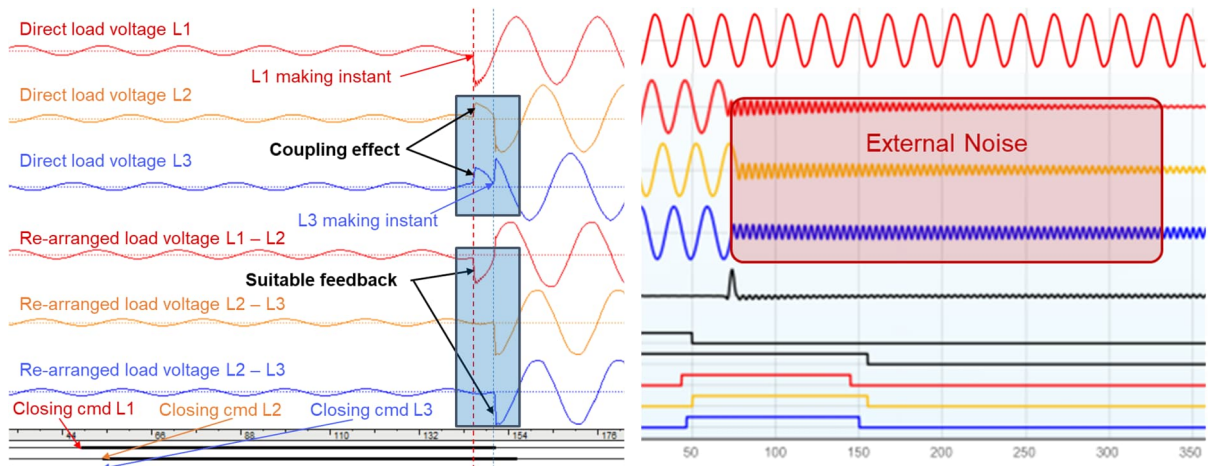 Direct load voltage L1
L1 making instant
Direct load voltage L2
Coupling effect
Direct load voltage L3
L3 making instant
Re-arranged load voltage L1 – L2
Suitable feedback
Re-arranged load voltage L2 – L3
Re-arranged load voltage L2 – L3
Closing cmd L1
Closing cmd L2
Closing cmd L3
66 88 110 132 154 176
External Noise
50 100 150 200 250 300 350